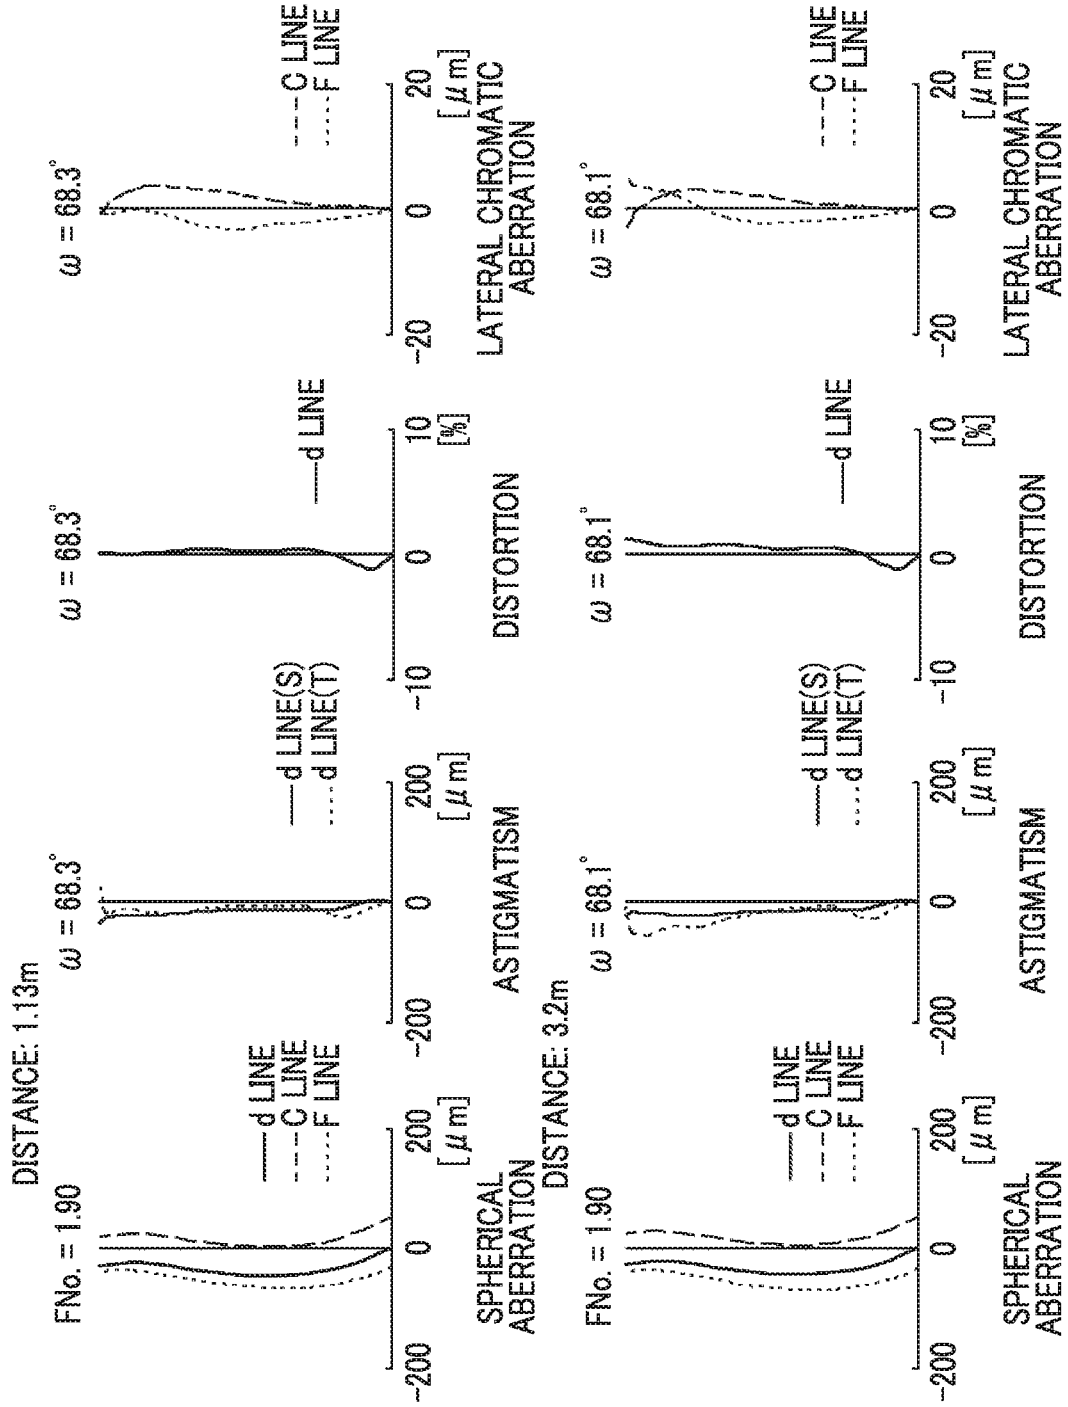 DISTANCE: 1.13m
FNo. = 1.90
d LINE
C LINE
F LINE
-200
0
200
[μm]
SPHERICAL
ABERRATION
ω = 68.3°
d LINE(S)
d LINE(T)
-200
0
200
[μm]
ASTIGMATISM
ω = 68.3°
d LINE
-10
0
10
[%]
DISTORTION
ω = 68.3°
C LINE
F LINE
-20
0
20
[μm]
LATERAL CHROMATIC
ABERRATION
DISTANCE: 3.2m
FNo. = 1.90
d LINE
C LINE
F LINE
-200
0
200
[μm]
SPHERICAL
ABERRATION
ω = 68.1°
d LINE(S)
d LINE(T)
-200
0
200
[μm]
ASTIGMATISM
ω = 68.1°
d LINE
-10
0
10
[%]
DISTORTION
ω = 68.1°
C LINE
F LINE
-20
0
20
[μm]
LATERAL CHROMATIC
ABERRATION